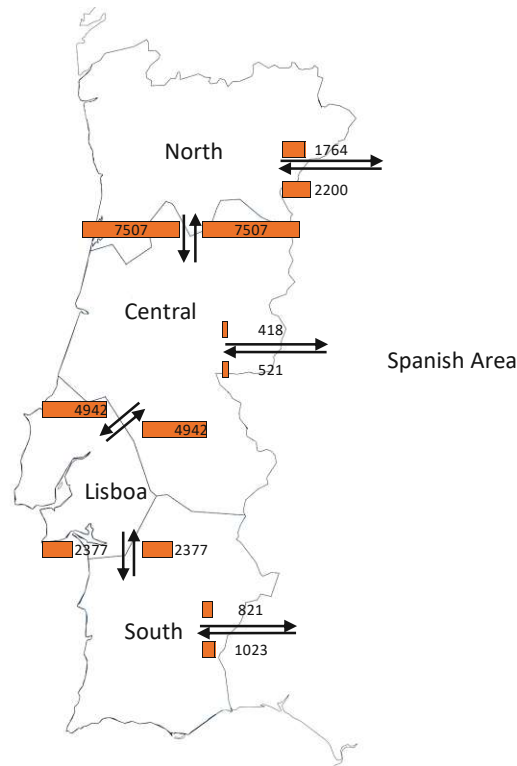 1764
North
2200
7507 7507
Central
418
Spanish Area
521
4942
4942
Lisboa
2377 2377
821
South
1023